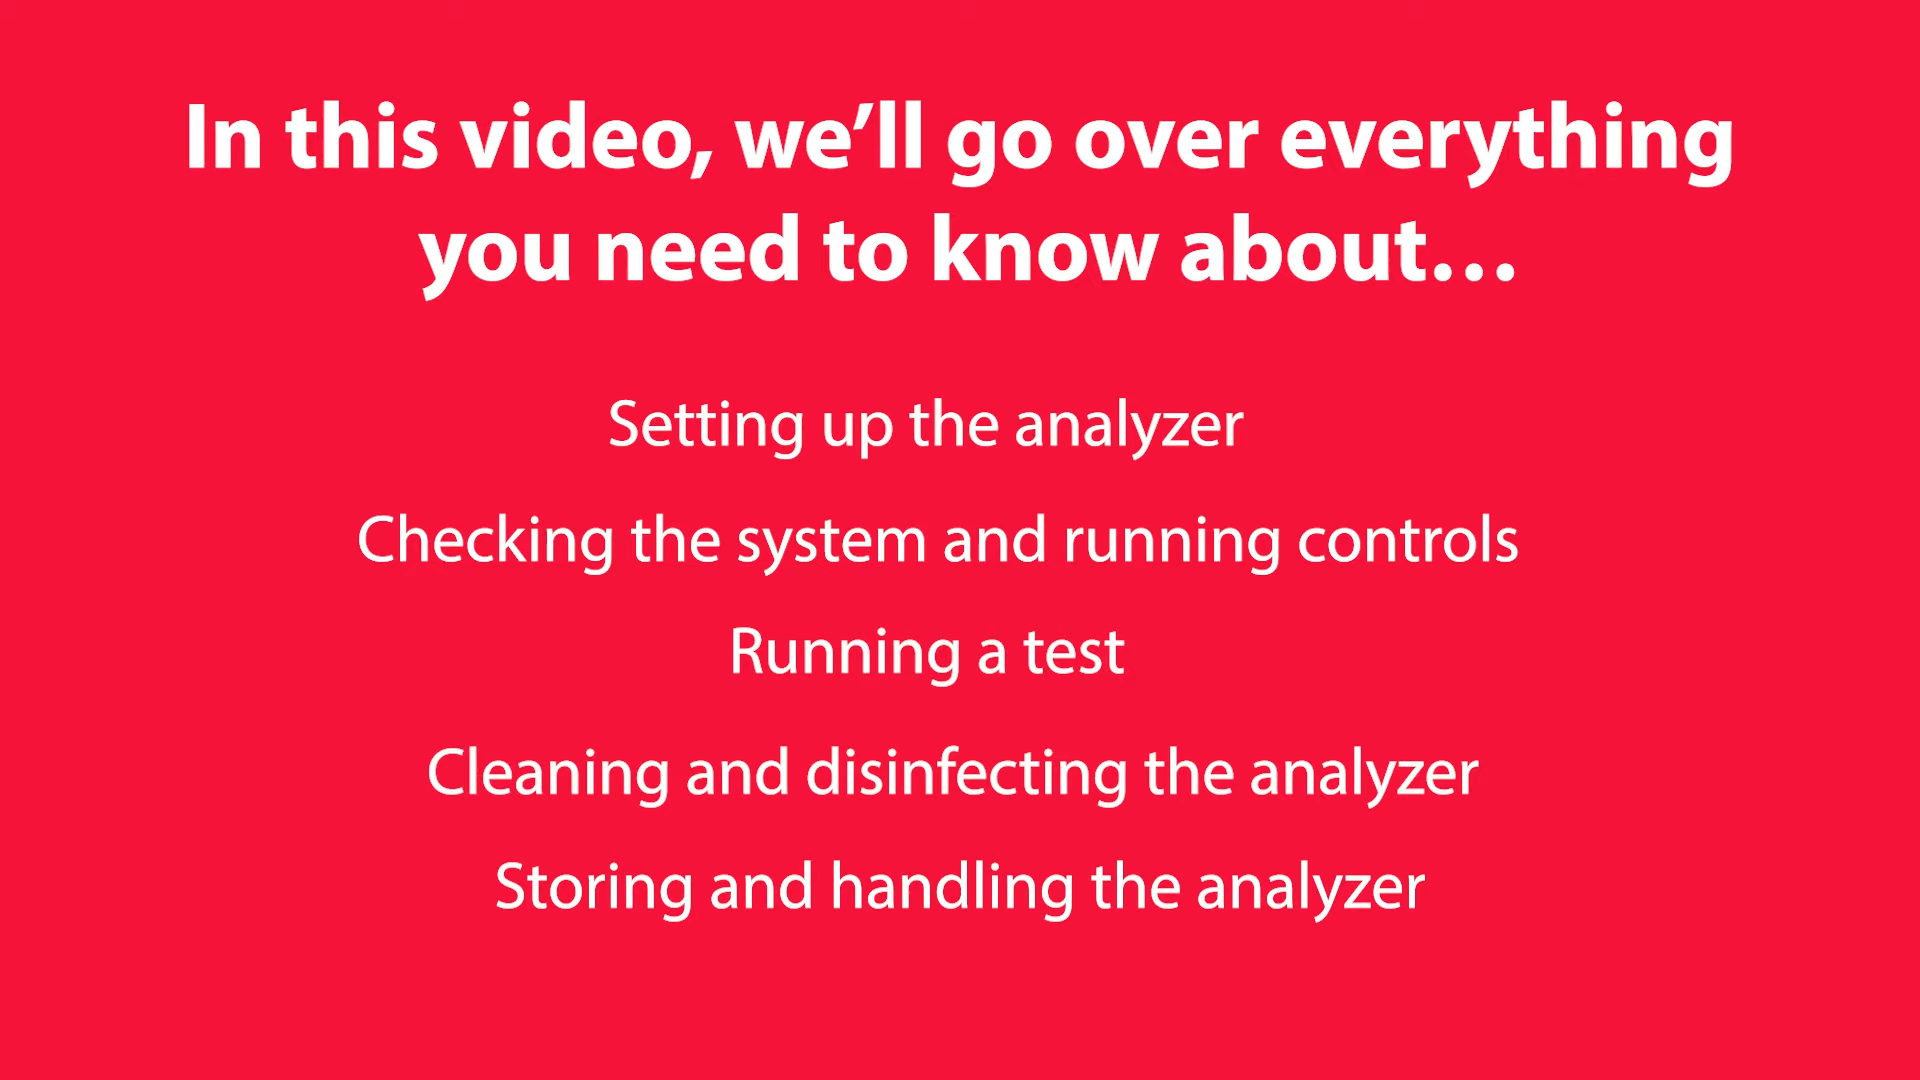 In this video, we’ll go over everything
you need to know about…
Setting up the analyzer
Checking the system and running controls
Running a test
Cleaning and disinfecting the analyzer
Storing and handling the analyzer